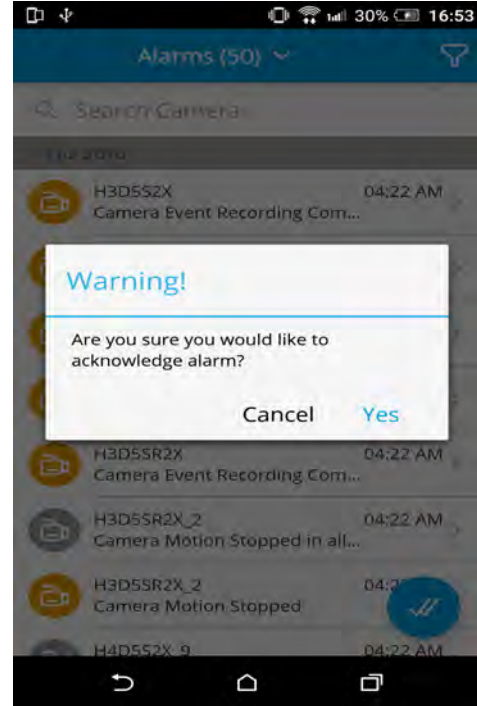 30% 16:53
Alarms (50)
Search Camera
H3D5S2X 04:22 AM
Camera Event Recording Com...
Warning!
Are you sure you would like to
acknowledge alarm?
Cancel Yes
H3D5SR2X 04:22 AM
Camera Event Recording Com...
H3D5SR2X_2 04:22 AM
Camera Motion Stopped in all...
H3D5SR2X_2
Camera Motion Stopped
H4D5S2X_9 04:22 AM